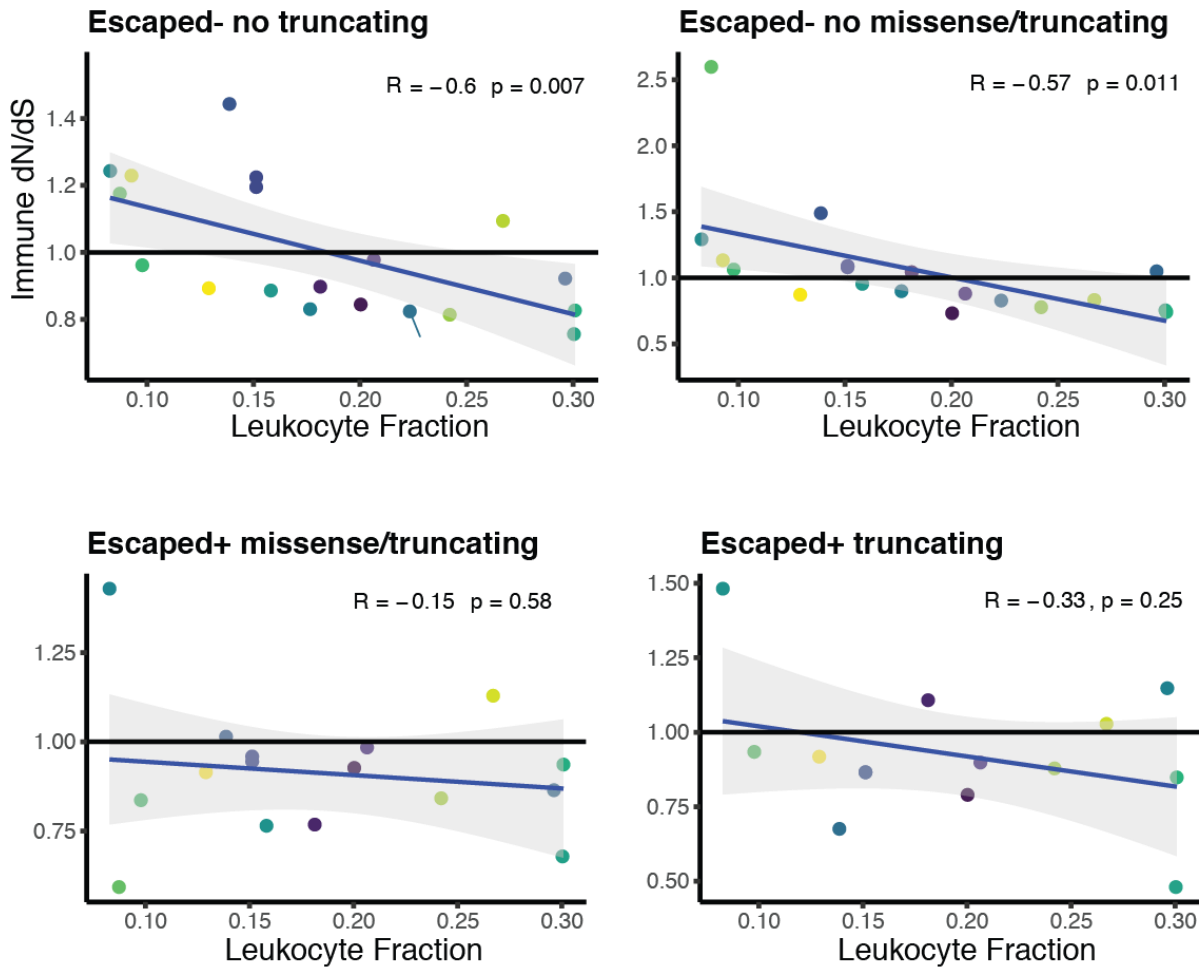 Escaped- no truncating
R = −0.6 p = 0.007
Immune dN/dS
1.4
1.2
1.0
0.8
0.10 0.15 0.20 0.25 0.30
Leukocyte Fraction
Escaped- no missense/truncating
R = −0.57 p = 0.011
2.5
2.0
1.5
1.0
0.5
0.10 0.15 0.20 0.25 0.30
Leukocyte Fraction
Escaped+ missense/truncating
R = −0.15 p = 0.58
1.25
1.00
0.75
0.10 0.15 0.20 0.25 0.30
Leukocyte Fraction
Escaped+ truncating
R = −0.33, p = 0.25
1.50
1.25
1.00
0.75
0.50
0.10 0.15 0.20 0.25 0.30
Leukocyte Fraction